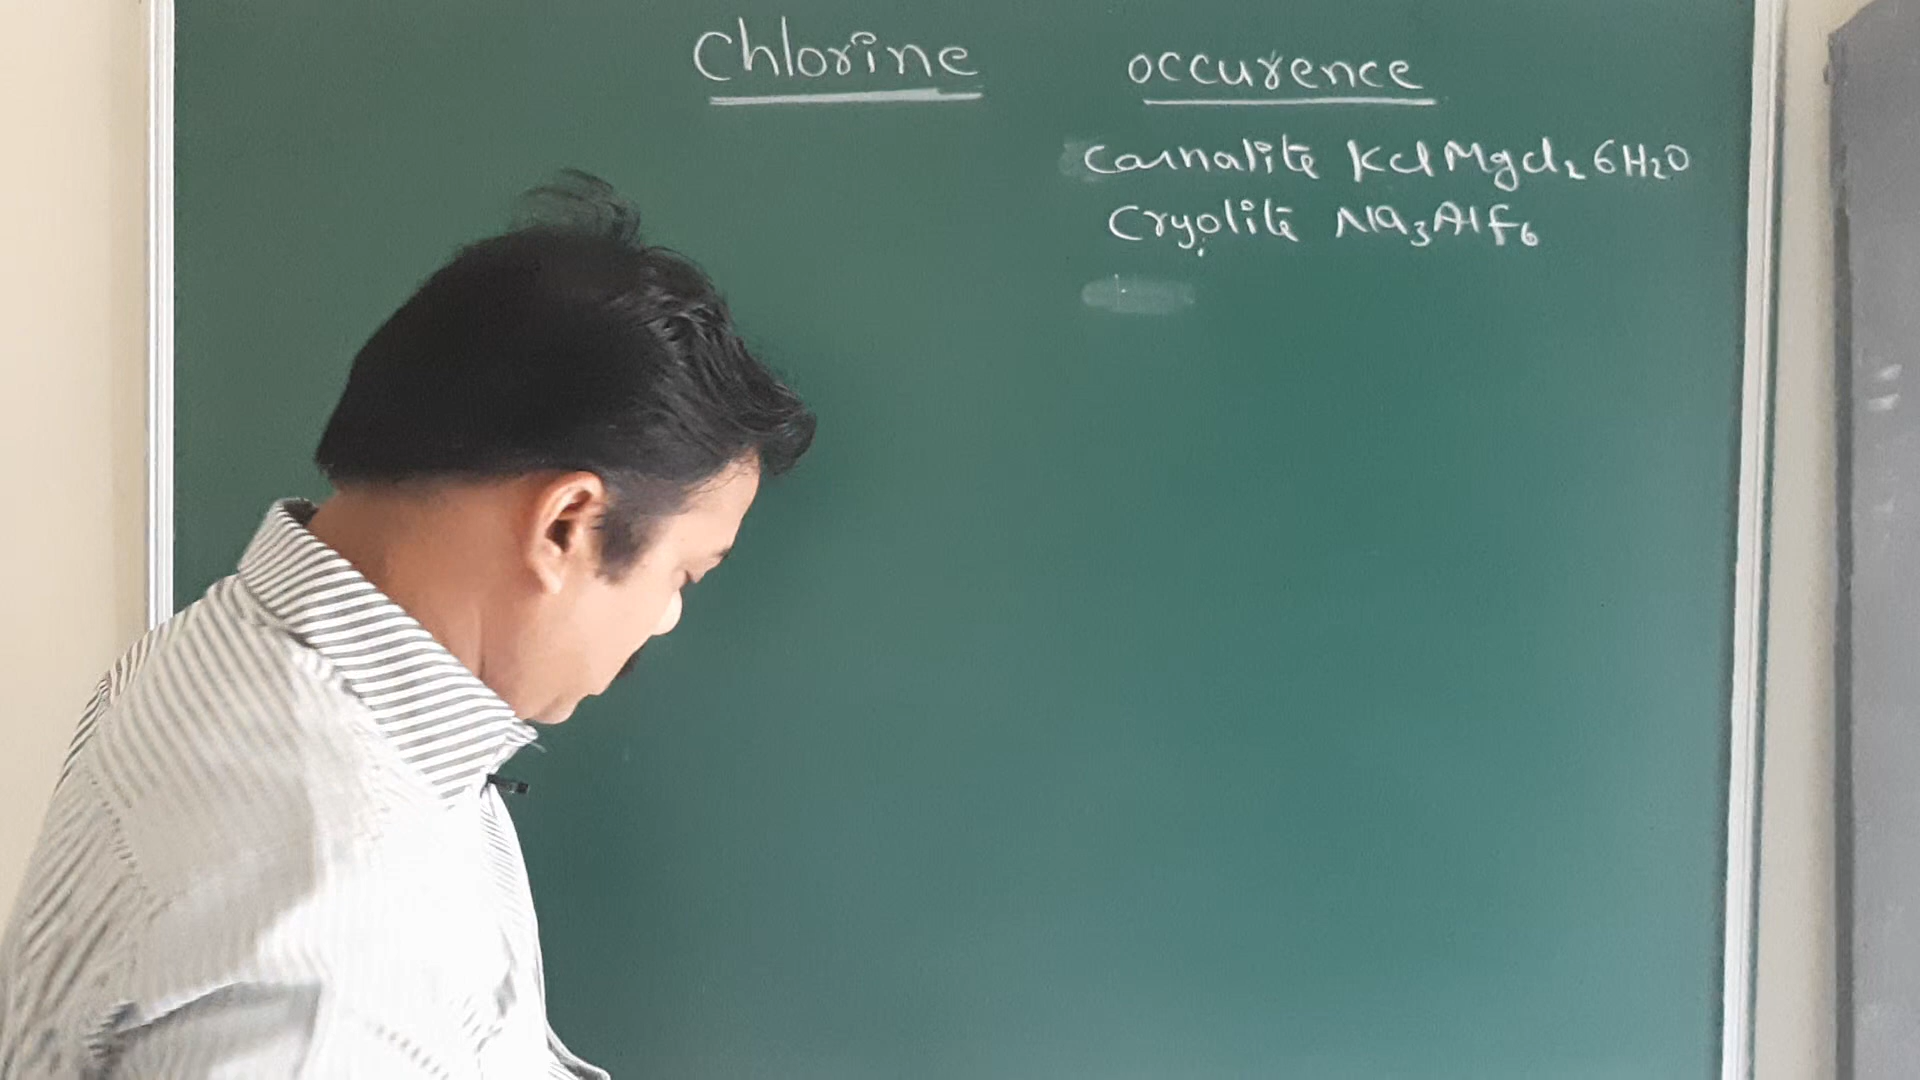 Chlorine
occurence
Carnalite KCl MgCl₂ 6H₂O
Cryolite Na₃AlF₆